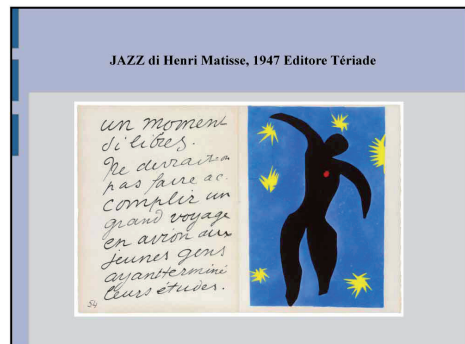 JAZZ di Henri Matisse, 1947 Editore Tériade
un moment
si libres.
Ne devrait-on
pas faire ac
complir un
grand voyage
en avion aux
jeunes gens
ayant terminé
leurs études.
54